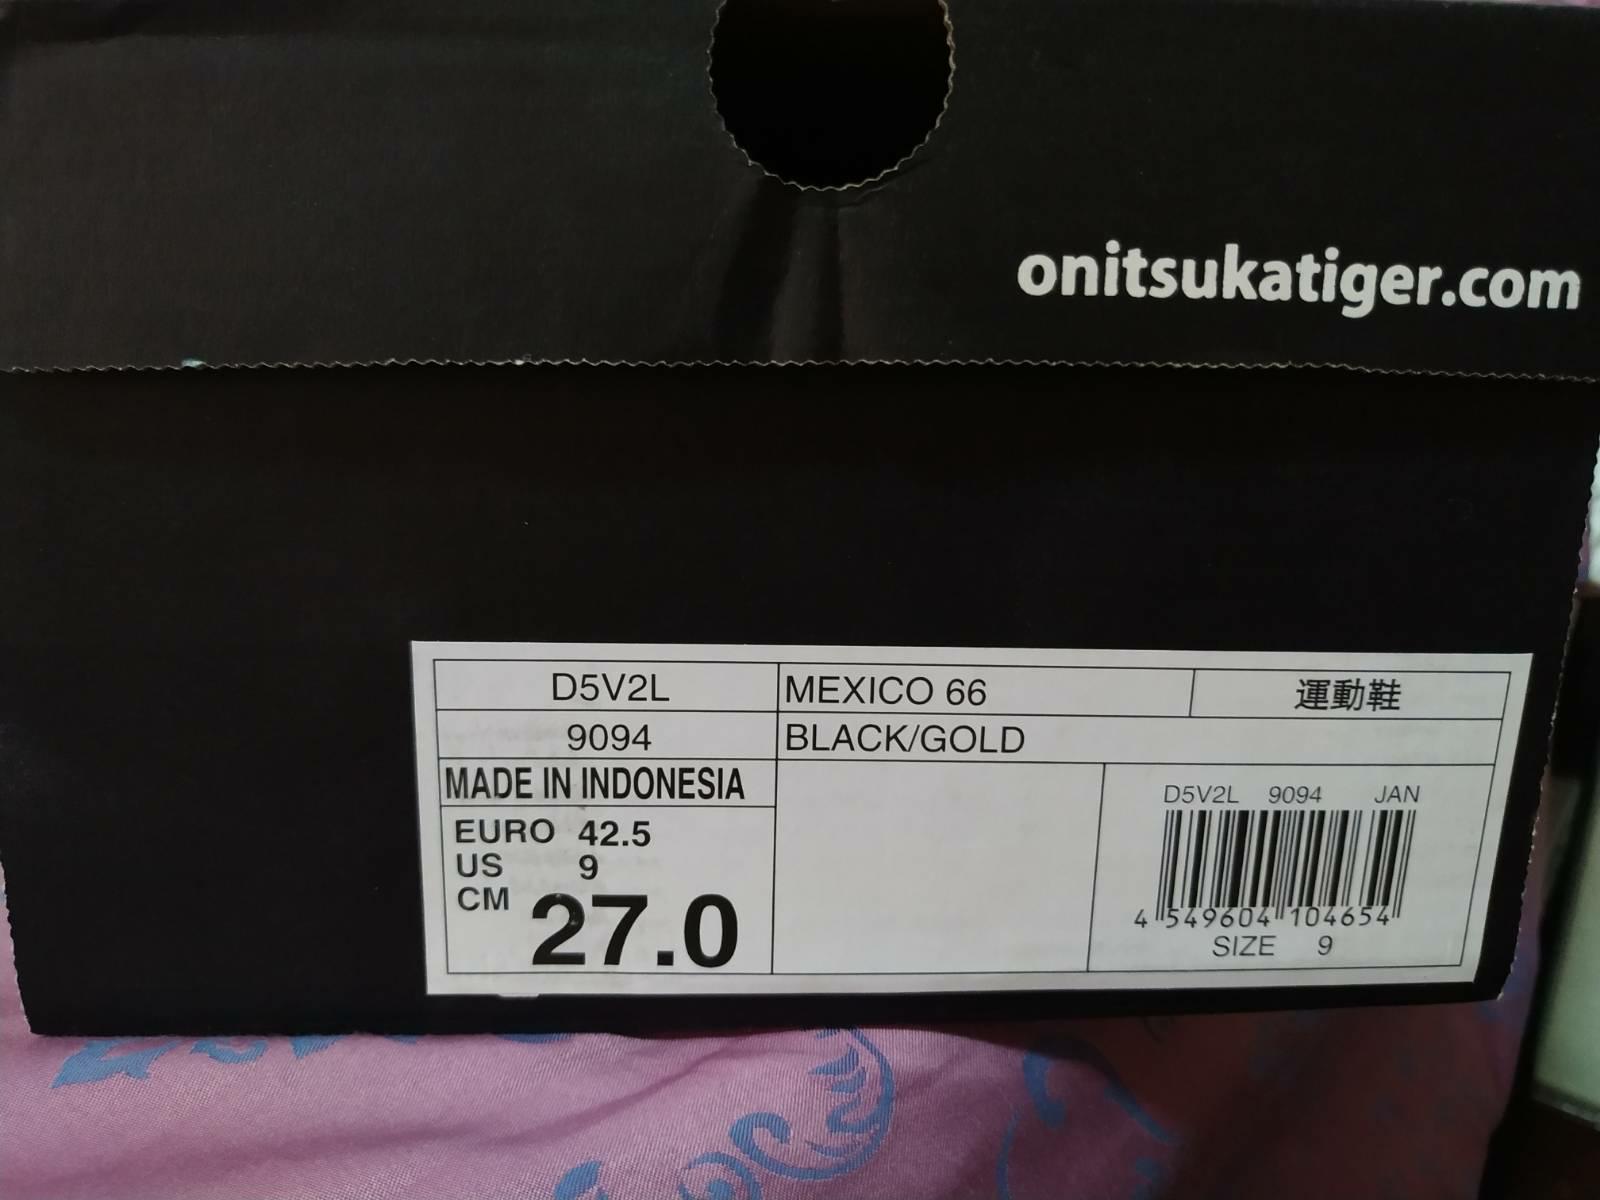 onitsukatiger.com
D5V2L MEXICO 66 運動鞋
9094 BLACK/GOLD
MADE IN INDONESIA
EURO 42.5
US 9
CM 27.0
D5V2L 9094 JAN
4 549604 104654
SIZE 9